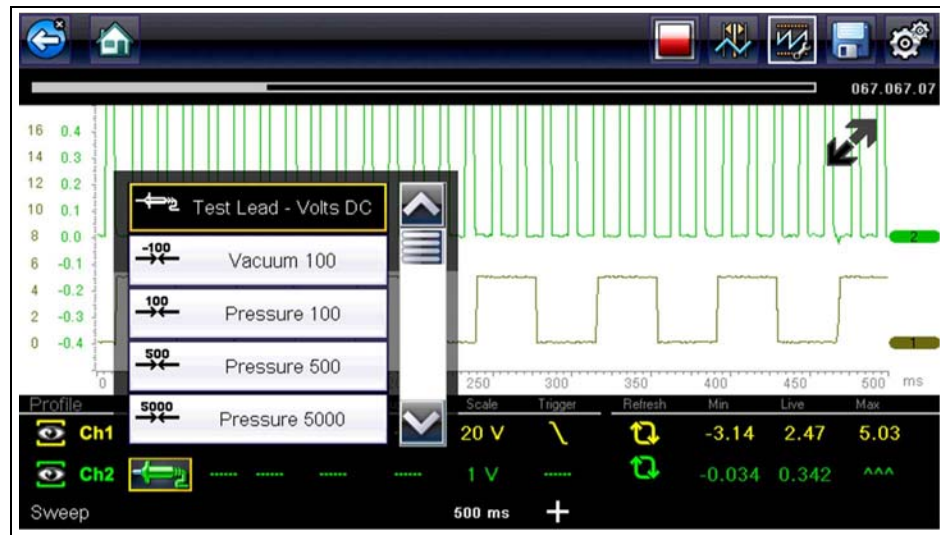 067.067.07
16 0.4
14 0.3
12 0.2
10 0.1
8 0.0
6 -0.1
4 -0.2
2 -0.3
0 -0.4
2
1
Test Lead - Volts DC
-100 Vacuum 100
100 Pressure 100
500 Pressure 500
5000 Pressure 5000
0 250 300 350 400 450 500 ms
Profile Scale Trigger Refresh Min Live Max
Ch1 20 V -3.14 2.47 5.03
Ch2 2 ------ ------ ------ 1 V ------ -0.034 0.342 ^^^
Sweep 500 ms +